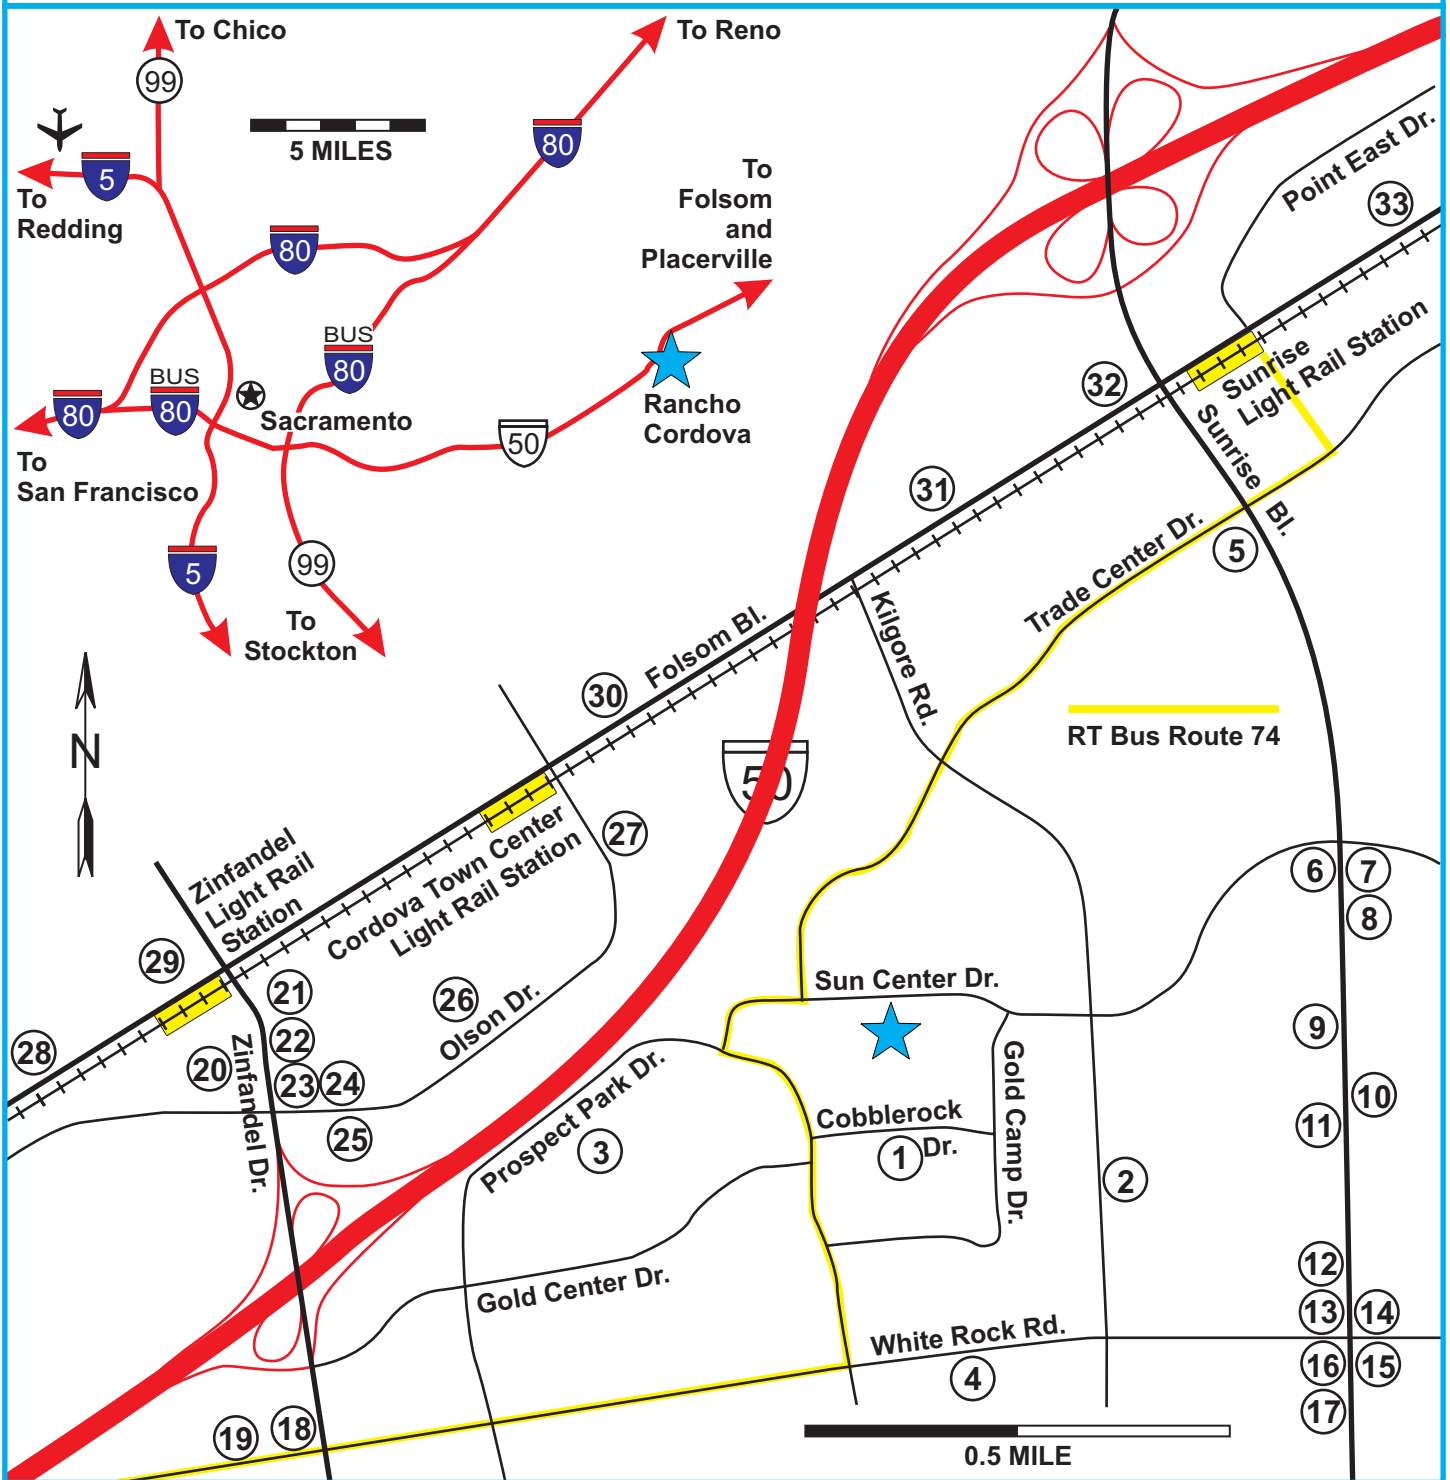 To Chico
To Reno
99
5 MILES
80
5
To
Redding
80
To
Folsom
and
Placerville
BUS
80
BUS
80
80
Sacramento
50
Rancho
Cordova
To
San Francisco
5
99
To
Stockton
N
Point East Dr.
33
Sunrise
Light Rail Station
32
Sunrise Bl.
31
5
Trade Center Dr.
Kilgore Rd.
Folsom Bl.
30
RT Bus Route 74
50
27
Cordova Town Center
Light Rail Station
Zinfandel
Light Rail
Station
29
28
21
22
20
23
24
25
26
Olson Dr.
Zinfandel Dr.
6
7
8
Sun Center Dr.
9
10
11
Gold Camp Dr.
Cobblerock
Dr.
1
2
Prospect Park Dr.
3
Gold Center Dr.
12
13
14
White Rock Rd.
4
16
15
17
18
19
0.5 MILE